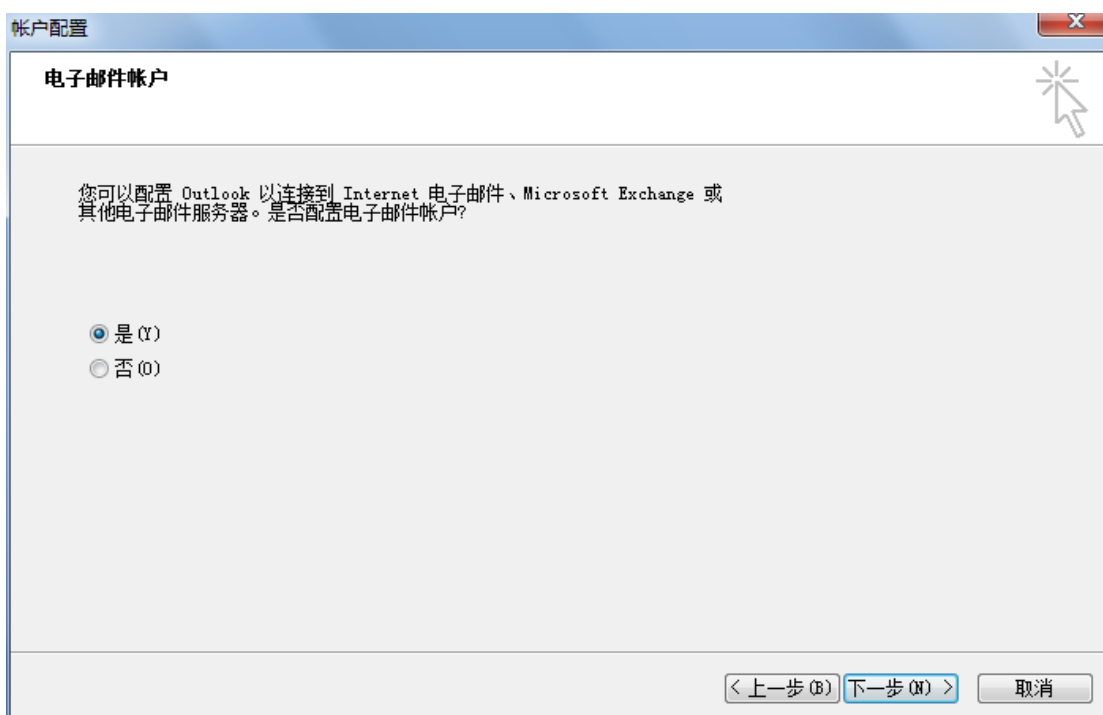 帐户配置
电子邮件帐户
您可以配置 Outlook 以连接到 Internet 电子邮件、Microsoft Exchange 或
其他电子邮件服务器。是否配置电子邮件帐户?
是(Y)
否(O)
< 上一步(B) 下一步(N) > 取消